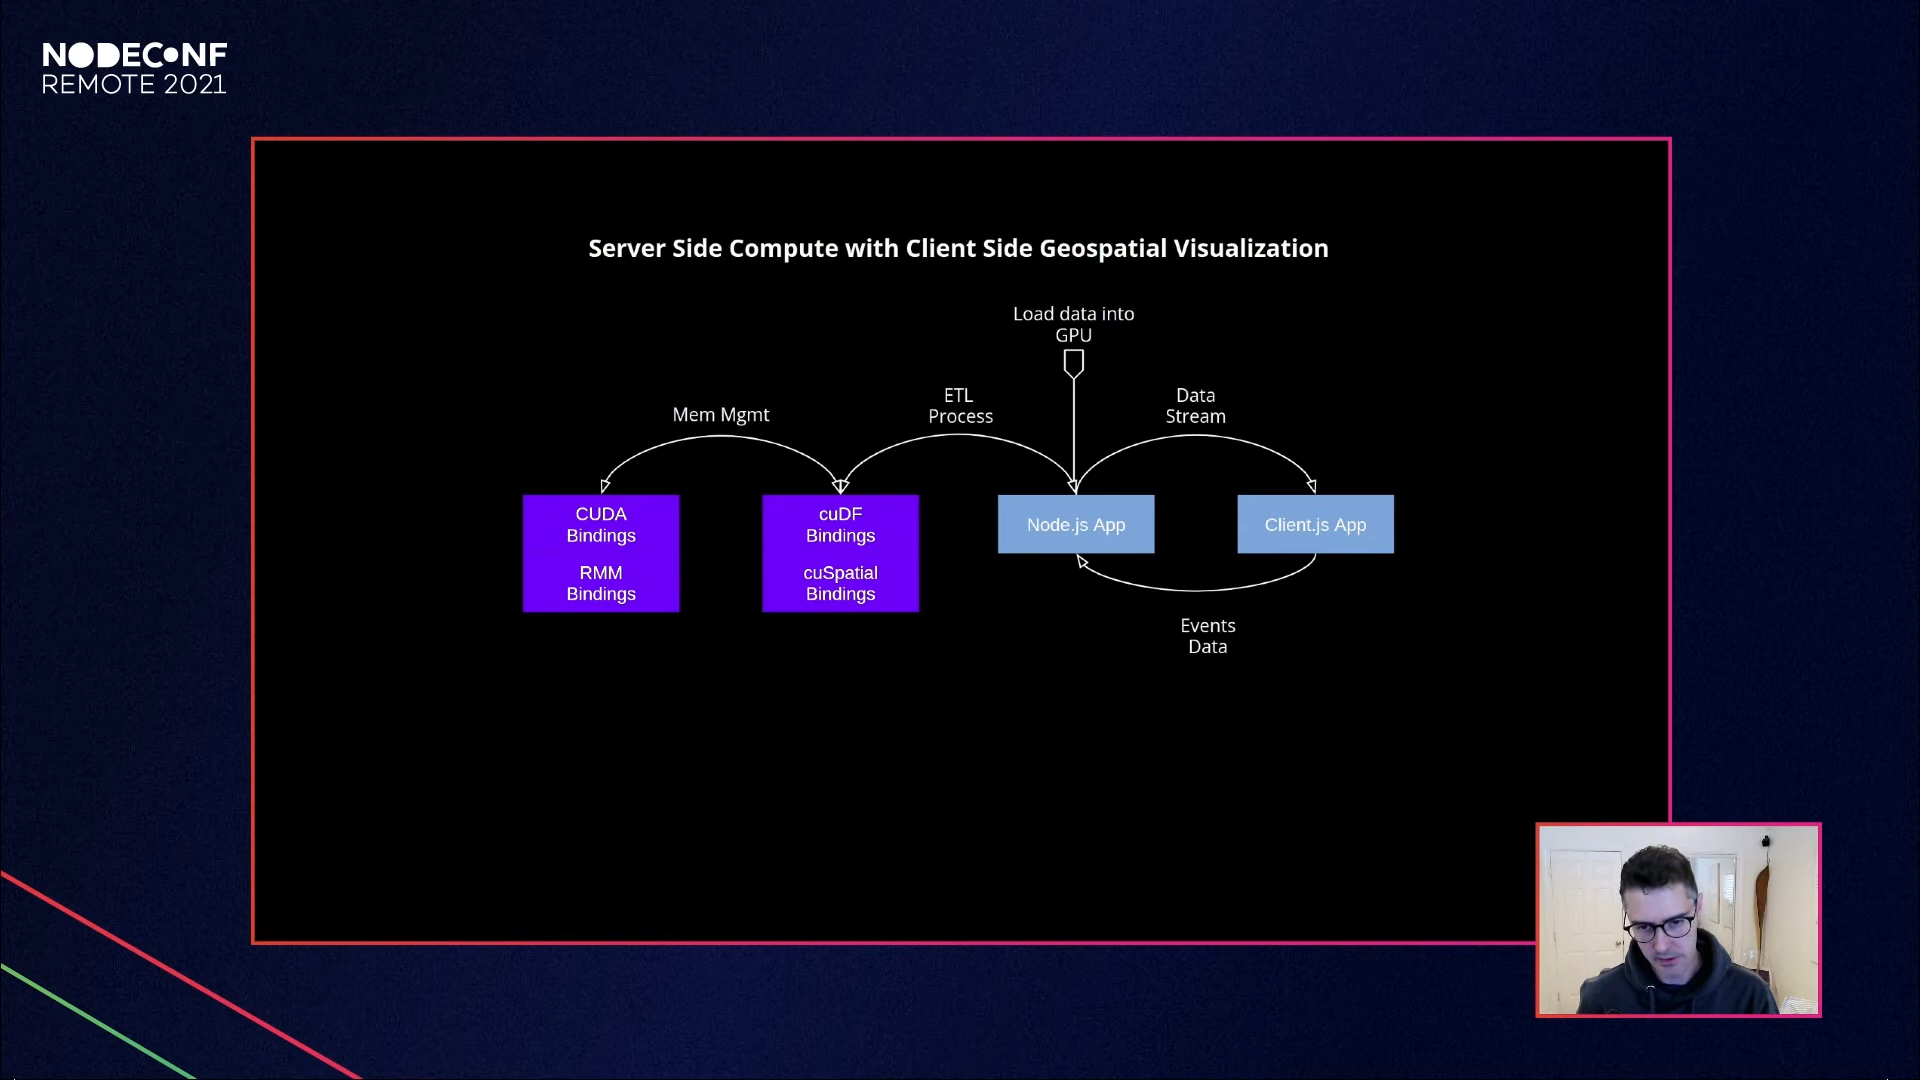 NODECONF
REMOTE 2021
Server Side Compute with Client Side Geospatial Visualization
Load data into
GPU
Mem Mgmt
ETL
Process
Data
Stream
CUDA
Bindings
RMM
Bindings
cuDF
Bindings
cuSpatial
Bindings
Node.js App
Client.js App
Events
Data